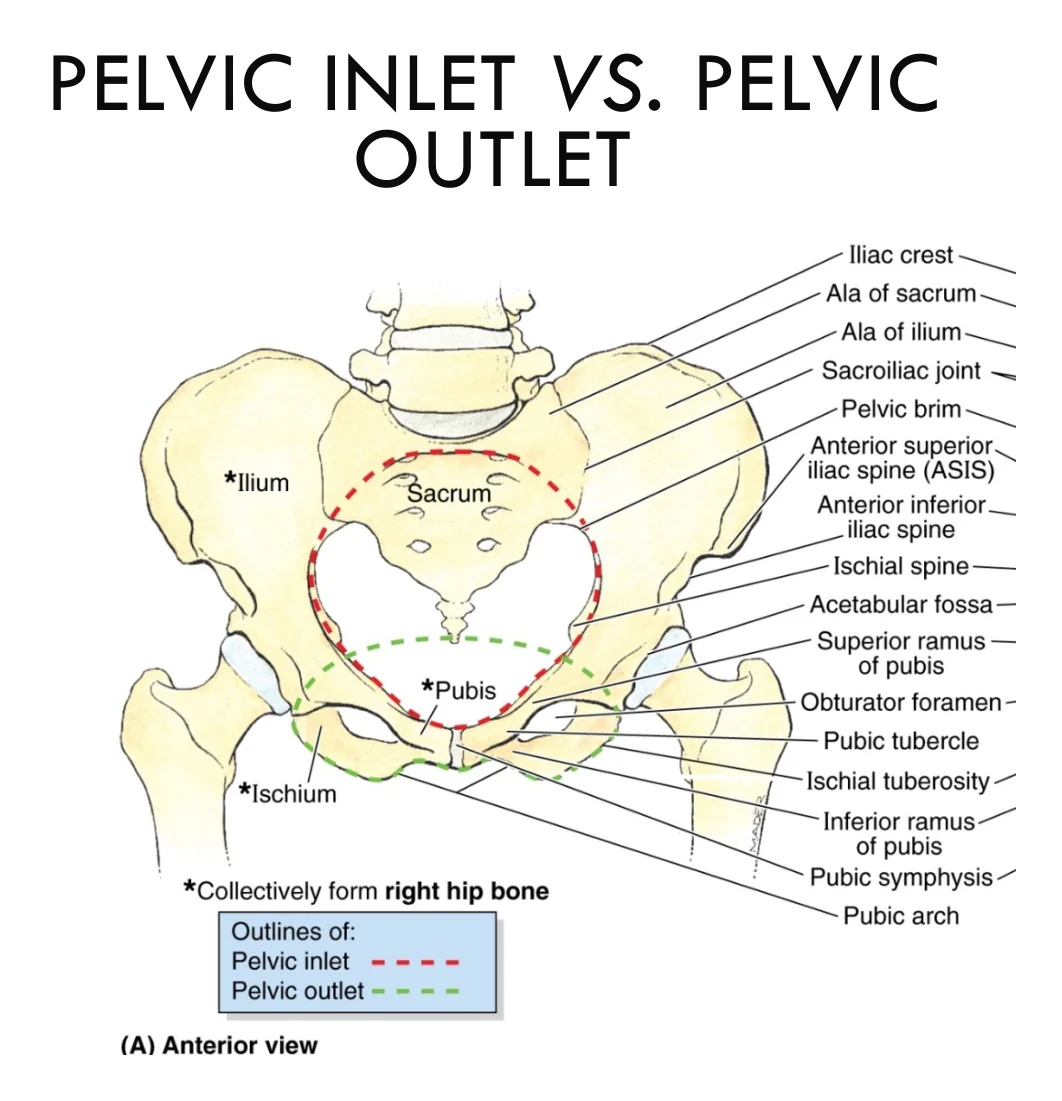 PELVIC INLET VS. PELVIC
OUTLET
Iliac crest
Ala of sacrum
Ala of ilium
Sacroiliac joint
Pelvic brim
Anterior superior
iliac spine (ASIS)
Anterior inferior
iliac spine
Ischial spine
Acetabular fossa
Superior ramus
of pubis
Obturator foramen
Pubic tubercle
Ischial tuberosity
Inferior ramus
of pubis
Pubic symphysis
Pubic arch
*Ilium
Sacrum
*Pubis
*Ischium
MADER
*Collectively form right hip bone
Outlines of:
Pelvic inlet
Pelvic outlet
(A) Anterior view